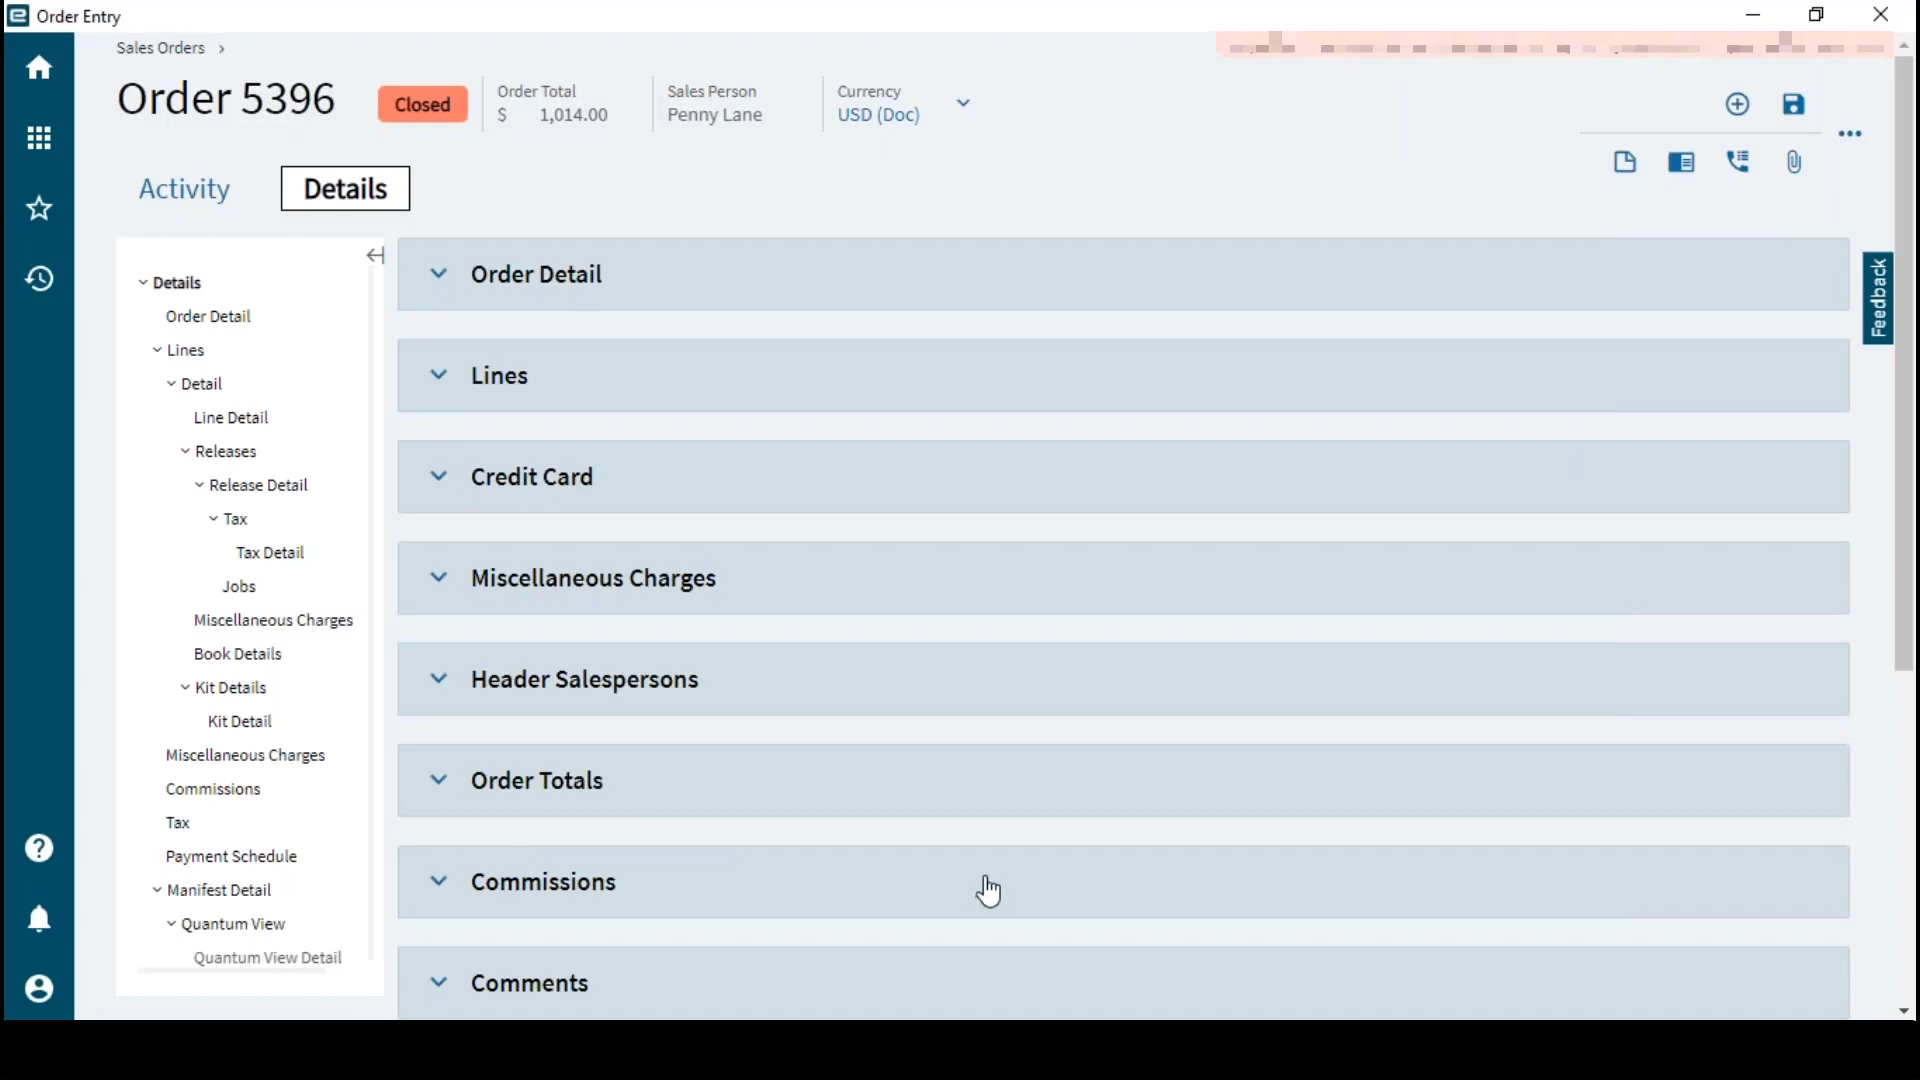 Order Entry
Sales Orders
Order 5396
Closed
Order Total
$ 1,014.00
Sales Person
Penny Lane
Currency
USD (Doc)
Activity
Details
Details
Order Detail
Lines
Detail
Line Detail
Releases
Release Detail
Tax
Tax Detail
Jobs
Miscellaneous Charges
Book Details
Kit Details
Kit Detail
Miscellaneous Charges
Commissions
Tax
Payment Schedule
Manifest Detail
Quantum View
Quantum View Detail
Order Detail
Lines
Credit Card
Miscellaneous Charges
Header Salespersons
Order Totals
Commissions
Comments
Feedback